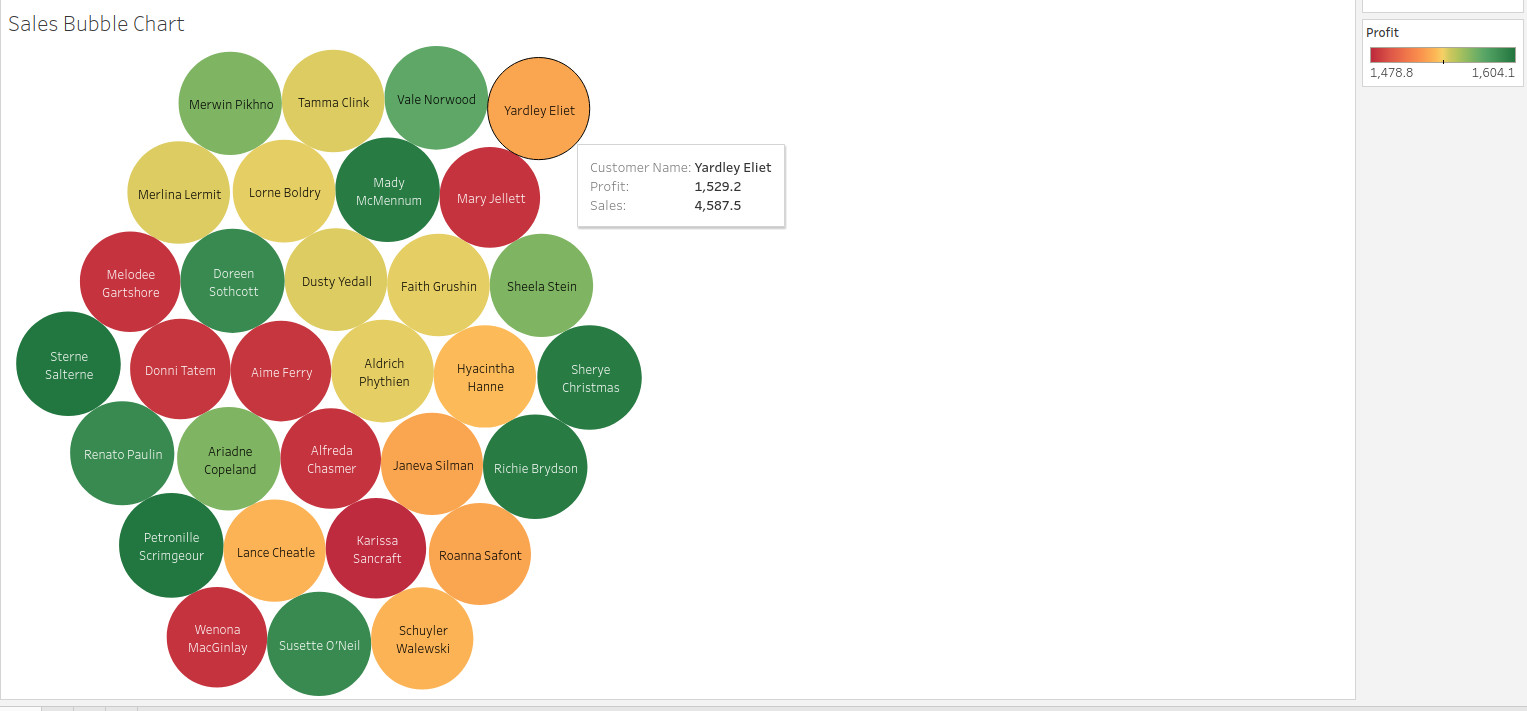 Sales Bubble Chart
Profit
1,478.8 1,604.1
Merwin Pikhno
Tamma Clink
Vale Norwood
Yardley Eliet
Customer Name: Yardley Eliet
Profit: 1,529.2
Sales: 4,587.5
Merlina Lermit
Lorne Boldry
Mady
McMennum
Mary Jellett
Melodee
Gartshore
Doreen
Sothcott
Dusty Yedall
Faith Grushin
Sheela Stein
Sterne
Salterne
Donni Tatem
Aime Ferry
Aldrich
Phythien
Hyacintha
Hanne
Sherye
Christmas
Renato Paulin
Ariadne
Copeland
Alfreda
Chasmer
Janeva Silman
Richie Brydson
Petronille
Scrimgeour
Lance Cheatle
Karissa
Sancraft
Roanna Safont
Wenona
MacGinlay
Susette O'Neil
Schuyler
Walewski